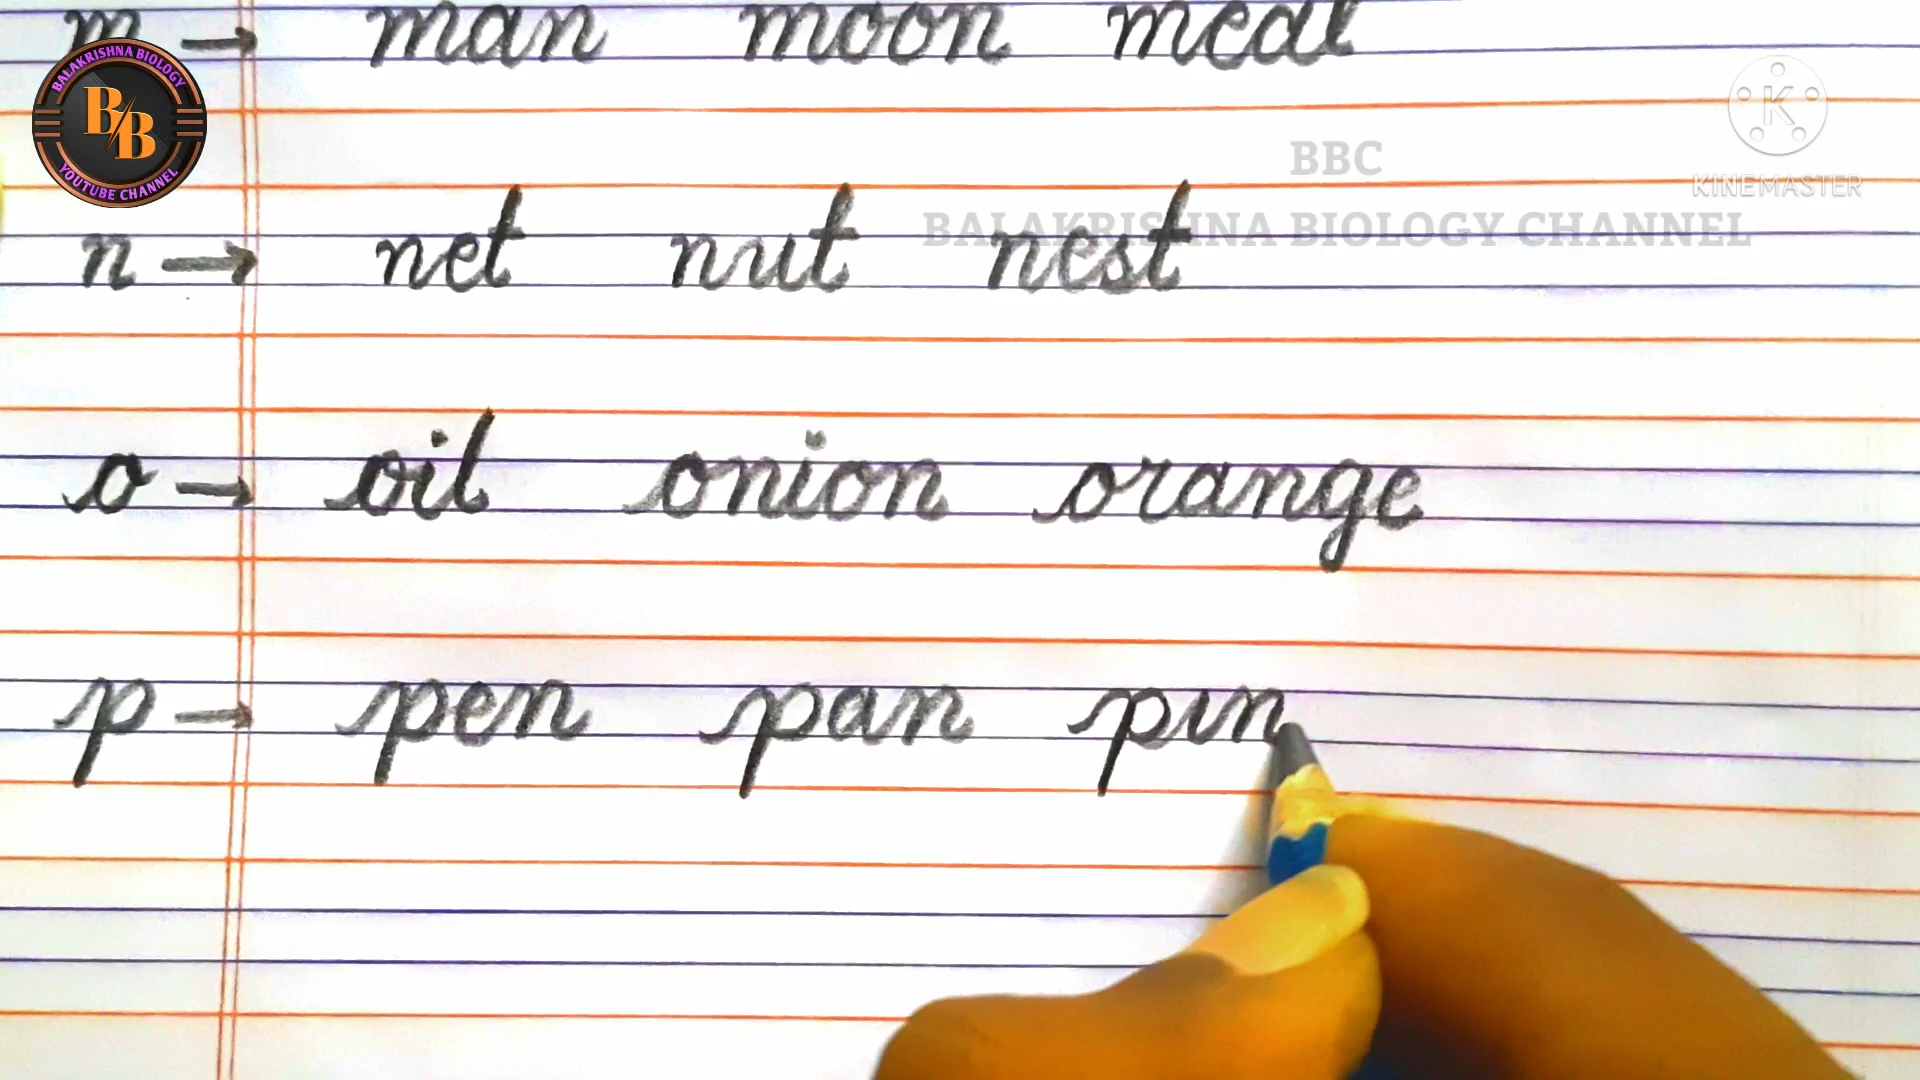 m → man moon meat
BALAKRISHNA BIOLOGY
BB
YOUTUBE CHANNEL
BBC
KINEMASTER
BALAKRISHNA BIOLOGY CHANNEL
n → net nut nest
o → oil onion orange
p → pen pan pin